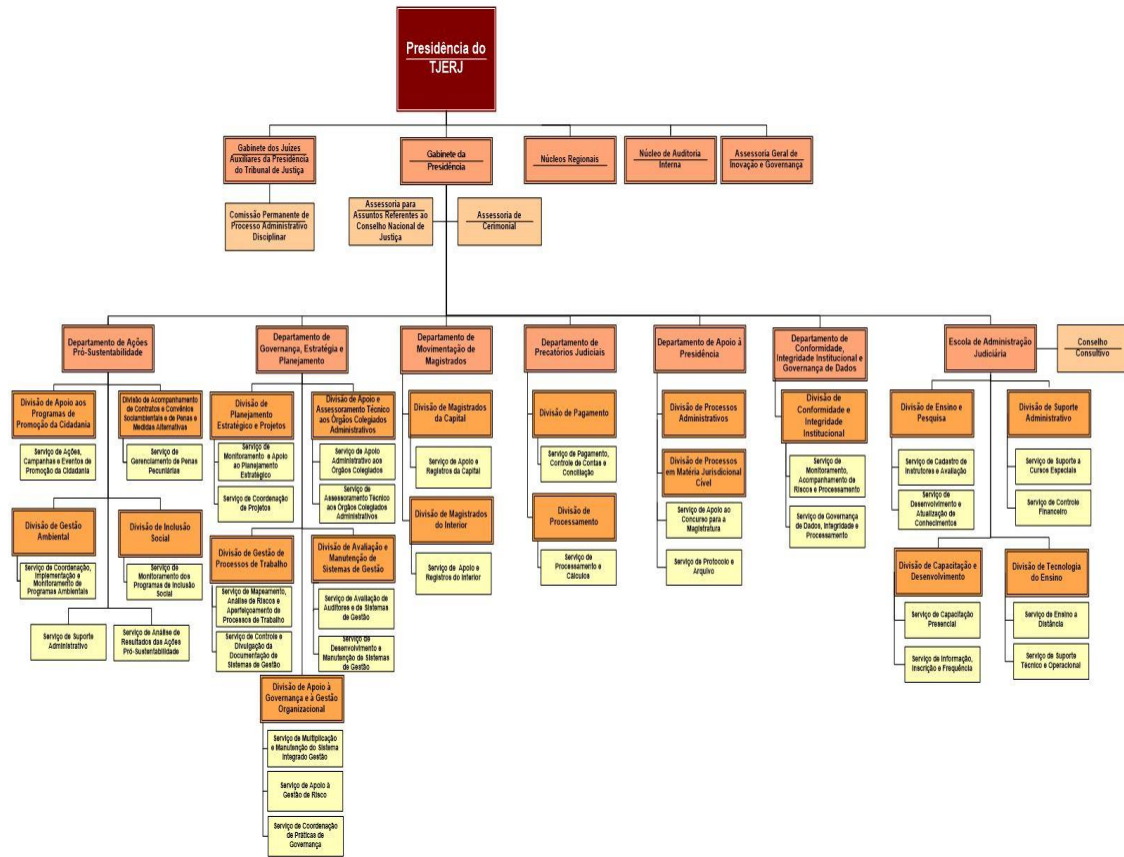 Presidência do
TJERJ
Gabinete dos Juízes
Auxiliares da Presidência
do Tribunal de Justiça
Gabinete da
Presidência
Núcleos Regionais
Núcleo de Auditoria
Interna
Assessoria Geral de
Inovação e Governança
Comissão Permanente de
Processo Administrativo
Disciplinar
Assessoria para
Assuntos Referentes ao
Conselho Nacional de
Justiça
Assessoria de
Cerimonial
Departamento de Ações
Pró-Sustentabilidade
Departamento de
Governança, Estratégia e
Planejamento
Departamento de
Movimentação de
Magistrados
Departamento de
Precatórios Judiciais
Departamento de Apoio à
Presidência
Departamento de
Conformidade,
Integridade Institucional e
Governança de Dados
Escola de Administração
Judiciária
Conselho
Consultivo
Divisão de Apoio aos
Programas de
Promoção da Cidadania
Divisão de Acompanhamento
de Contratos e Convênios
Socioambientais e de Penas e
Medidas Alternativas
Serviço de Ações,
Campanhas e Eventos de
Promoção da Cidadania
Serviço de
Gerenciamento de Penas
Pecuniárias
Divisão de Gestão
Ambiental
Divisão de Inclusão
Social
Serviço de Coordenação,
Implementação e
Monitoramento de
Programas Ambientais
Serviço de
Monitoramento dos
Programas de Inclusão
Social
Serviço de Suporte
Administrativo
Serviço de Análise de
Resultados das Ações
Pró-Sustentabilidade
Divisão de
Planejamento
Estratégico e Projetos
Divisão de Apoio e
Assessoramento Técnico
aos Órgãos Colegiados
Administrativos
Serviço de
Monitoramento e Apoio
ao Planejamento
Estratégico
Serviço de Apoio
Administrativo aos
Órgãos Colegiados
Serviço de Coordenação
de Projetos
Serviço de
Assessoramento Técnico
aos Órgãos Colegiados
Administrativos
Divisão de Gestão de
Processos de Trabalho
Divisão de Avaliação e
Manutenção de
Sistemas de Gestão
Serviço de Mapeamento,
Análise de Riscos e
Aperfeiçoamento de
Processos de Trabalho
Serviço de Avaliação de
Auditores e de Sistemas
de Gestão
Serviço de Controle e
Divulgação da
Documentação de
Sistemas de Gestão
Serviço de
Desenvolvimento e
Manutenção de Sistemas
de Gestão
Divisão de Apoio à
Governança e à Gestão
Organizacional
Serviço de Multiplicação
e Manutenção do Sistema
Integrado Gestão
Serviço de Apoio à
Gestão de Risco
Serviço de Coordenação
de Práticas de
Governança
Divisão de Magistrados
da Capital
Serviço de Apoio e
Registros da Capital
Divisão de Magistrados
do Interior
Serviço de Apoio e
Registros do Interior
Divisão de Pagamento
Serviço de Pagamento,
Controle de Contas e
Conciliação
Divisão de
Processamento
Serviço de
Processamento e
Cálculos
Divisão de Processos
Administrativos
Divisão de Processos
em Matéria Jurisdicional
Cível
Serviço de Apoio ao
Concurso para a
Magistratura
Serviço de Protocolo e
Arquivo
Divisão de
Conformidade e
Integridade
Institucional
Serviço de
Monitoramento,
Acompanhamento de
Riscos e Processamento
Serviço de Governança
de Dados, Integridade e
Processamento
Divisão de Ensino e
Pesquisa
Divisão de Suporte
Administrativo
Serviço de Cadastro de
Instrutores e Avaliação
Serviço de Suporte a
Cursos Especiais
Serviço de
Desenvolvimento e
Atualização de
Conhecimentos
Serviço de Controle
Financeiro
Divisão de Capacitação e
Desenvolvimento
Divisão de Tecnologia
do Ensino
Serviço de Capacitação
Presencial
Serviço de Ensino a
Distância
Serviço de Informação,
Inscrição e Frequência
Serviço de Suporte
Técnico e Operacional